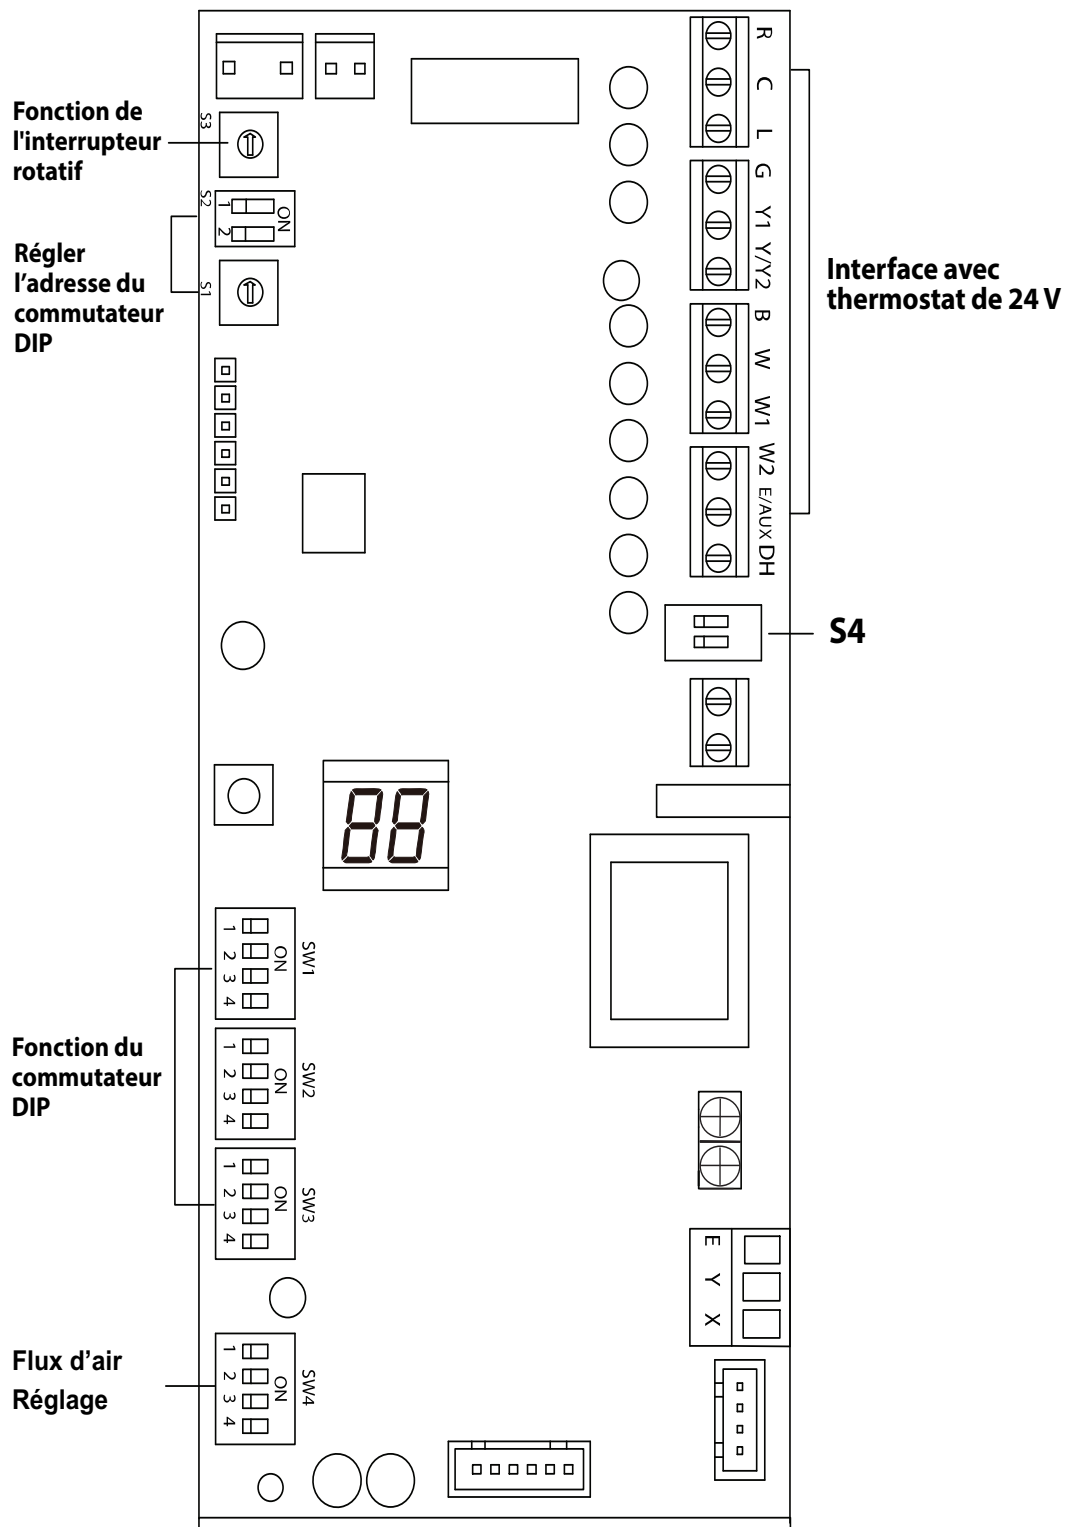 R
C
L
G
Y1
Y/Y2
B
W
W1
W2
E/AUX
DH
Interface avec
thermostat de 24 V
Fonction de
l'interrupteur
rotatif
S3
S2
1
2
ON
S1
Régler
l’adresse du
commutateur
DIP
S4
88
1
2
3
4
ON
SW1
1
2
3
4
ON
SW2
1
2
3
4
ON
SW3
Fonction du
commutateur
DIP
E
Y
X
1
2
3
4
ON
SW4
Flux d’air
Réglage